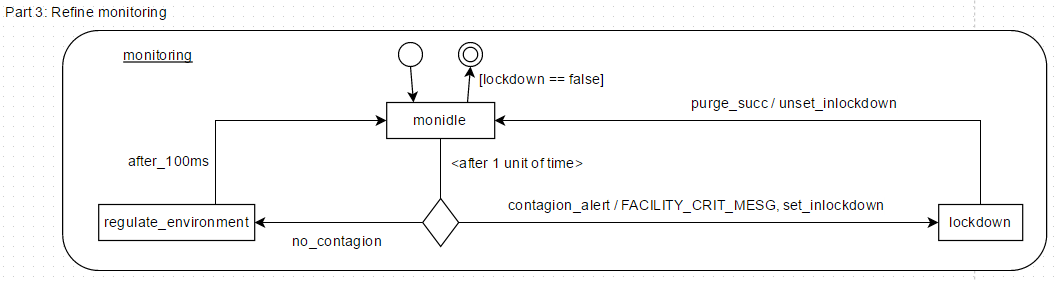 Part 3: Refine monitoring
monitoring
[lockdown == false]
purge_succ / unset_inlockdown
monidle
after_100ms
<after 1 unit of time>
contagion_alert / FACILITY_CRIT_MESG, set_inlockdown
regulate_environment
lockdown
no_contagion